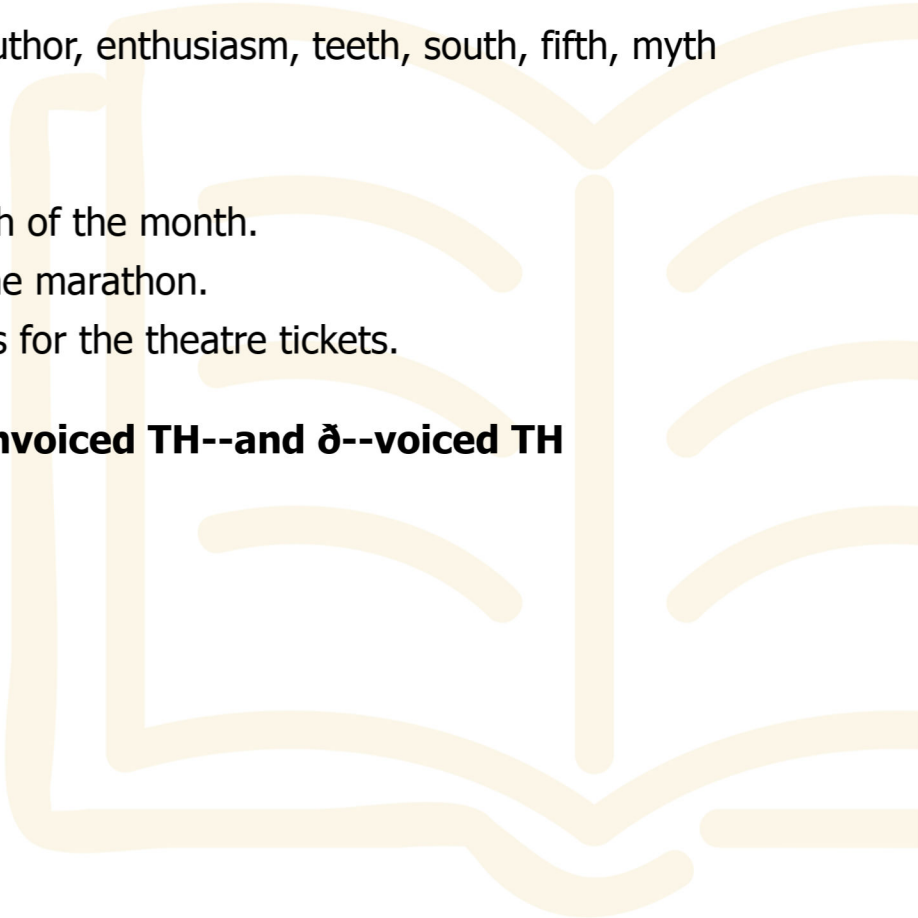 uthor, enthusiasm, teeth, south, fifth, myth
h of the month.
e marathon.
s for the theatre tickets.
nvoiced TH--and ð--voiced TH